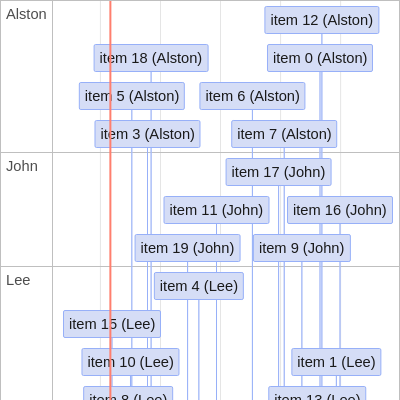 Alston
item 12 (Alston)
item 18 (Alston)
item 0 (Alston)
item 5 (Alston)
item 6 (Alston)
item 3 (Alston)
item 7 (Alston)
John
item 17 (John)
item 11 (John)
item 16 (John)
item 19 (John)
item 9 (John)
Lee
item 4 (Lee)
item 15 (Lee)
item 10 (Lee)
item 1 (Lee)
item 8 (Lee)
item 13 (Lee)